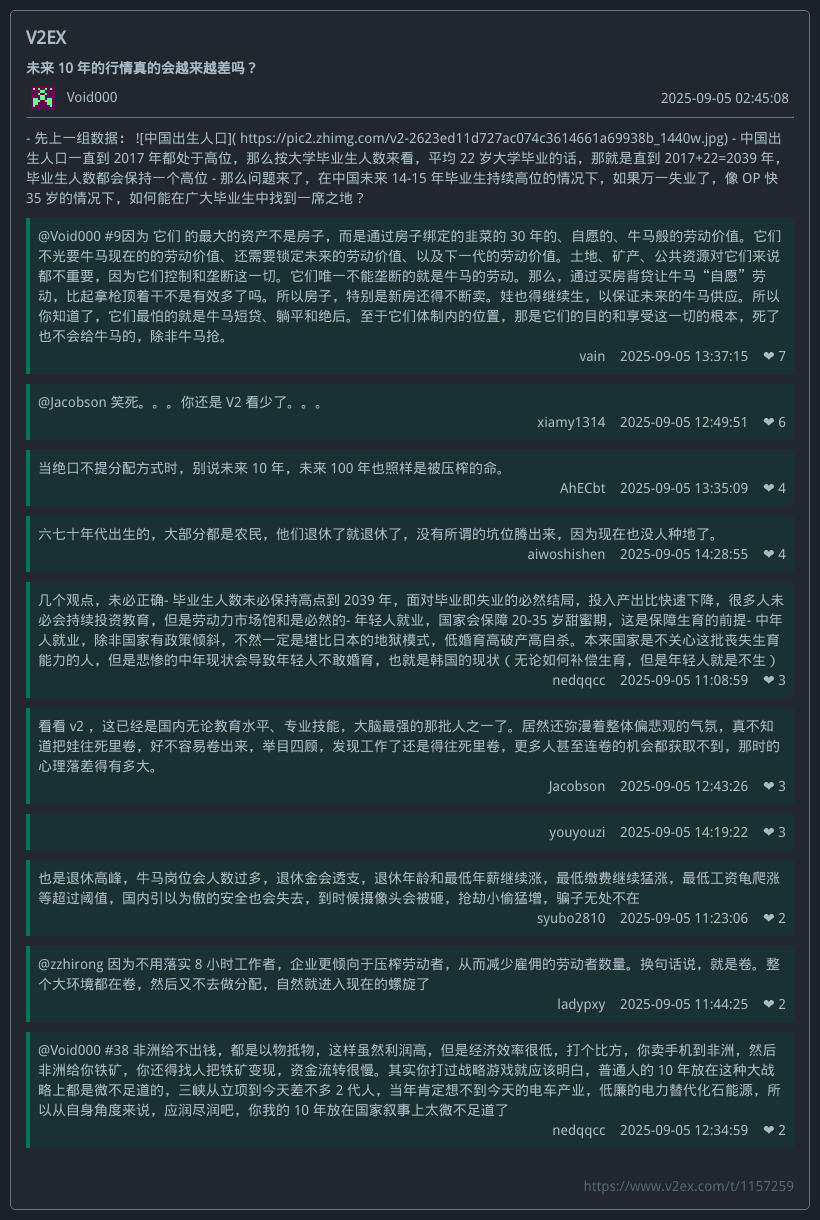 V2EX
未来 10 年的行情真的会越来越差吗？
Void000 2025-09-05 02:45:08
- 先上一组数据： ![中国出生人口]( https://pic2.zhimg.com/v2-2623ed11d727ac074c3614661a69938b_1440w.jpg) - 中国出
生人口一直到 2017 年都处于高位，那么按大学毕业生人数来看，平均 22 岁大学毕业的话，那就是直到 2017+22=2039 年，
毕业生人数都会保持一个高位 - 那么问题来了，在中国未来 14-15 年毕业生持续高位的情况下，如果万一失业了，像 OP 快
35 岁的情况下，如何能在广大毕业生中找到一席之地？
@Void000 #9因为 它们 的最大的资产不是房子，而是通过房子绑定的韭菜的 30 年的、自愿的、牛马般的劳动价值。它们
不光要牛马现在的的劳动价值、还需要锁定未来的劳动价值、以及下一代的劳动价值。土地、矿产、公共资源对它们来说
都不重要，因为它们控制和垄断这一切。它们唯一不能垄断的就是牛马的劳动。那么，通过买房背贷让牛马“自愿”劳
动，比起拿枪顶着干不是有效多了吗。所以房子，特别是新房还得不断卖。娃也得继续生，以保证未来的牛马供应。所以
你知道了，它们最怕的就是牛马短贷、躺平和绝后。至于它们体制内的位置，那是它们的目的和享受这一切的根本，死了
也不会给牛马的，除非牛马抢。
vain 2025-09-05 13:37:15 ❤ 7
@Jacobson 笑死。。。你还是 V2 看少了。。。
xiamy1314 2025-09-05 12:49:51 ❤ 6
当绝口不提分配方式时，别说未来 10 年，未来 100 年也照样是被压榨的命。
AhECbt 2025-09-05 13:35:09 ❤ 4
六七十年代出生的，大部分都是农民，他们退休了就退休了，没有所谓的坑位腾出来，因为现在也没人种地了。
aiwoshishen 2025-09-05 14:28:55 ❤ 4
几个观点，未必正确- 毕业生人数未必保持高点到 2039 年，面对毕业即失业的必然结局，投入产出比快速下降，很多人未
必会持续投资教育，但是劳动力市场饱和是必然的- 年轻人就业，国家会保障 20-35 岁甜蜜期，这是保障生育的前提- 中年
人就业，除非国家有政策倾斜，不然一定是堪比日本的地狱模式，低婚育高破产高自杀。本来国家是不关心这批丧失生育
能力的人，但是悲惨的中年现状会导致年轻人不敢婚育，也就是韩国的现状（无论如何补偿生育，但是年轻人就是不生）
nedqqcc 2025-09-05 11:08:59 ❤ 3
看看 v2 ，这已经是国内无论教育水平、专业技能，大脑最强的那批人之一了。居然还弥漫着整体偏悲观的气氛，真不知
道把娃往死里卷，好不容易卷出来，举目四顾，发现工作了还是得往死里卷，更多人甚至连卷的机会都获取不到，那时的
心理落差得有多大。
Jacobson 2025-09-05 12:43:26 ❤ 3
youyouzi 2025-09-05 14:19:22 ❤ 3
也是退休高峰，牛马岗位会人数过多，退休金会透支，退休年龄和最低年薪继续涨，最低缴费继续猛涨，最低工资龟爬涨
等超过阈值，国内引以为傲的安全也会失去，到时候摄像头会被砸，抢劫小偷猛增，骗子无处不在
syubo2810 2025-09-05 11:23:06 ❤ 2
@zzhirong 因为不用落实 8 小时工作者，企业更倾向于压榨劳动者，从而减少雇佣的劳动者数量。换句话说，就是卷。整
个大环境都在卷，然后又不去做分配，自然就进入现在的螺旋了
ladypxy 2025-09-05 11:44:25 ❤ 2
@Void000 #38 非洲给不出钱，都是以物抵物，这样虽然利润高，但是经济效率很低，打个比方，你卖手机到非洲，然后
非洲给你铁矿，你还得找人把铁矿变现，资金流转很慢。其实你打过战略游戏就应该明白，普通人的 10 年放在这种大战
略上都是微不足道的，三峡从立项到今天差不多 2 代人，当年肯定想不到今天的电车产业，低廉的电力替代化石能源，所
以从自身角度来说，应润尽润吧，你我的 10 年放在国家叙事上太微不足道了
nedqqcc 2025-09-05 12:34:59 ❤ 2
https://www.v2ex.com/t/1157259